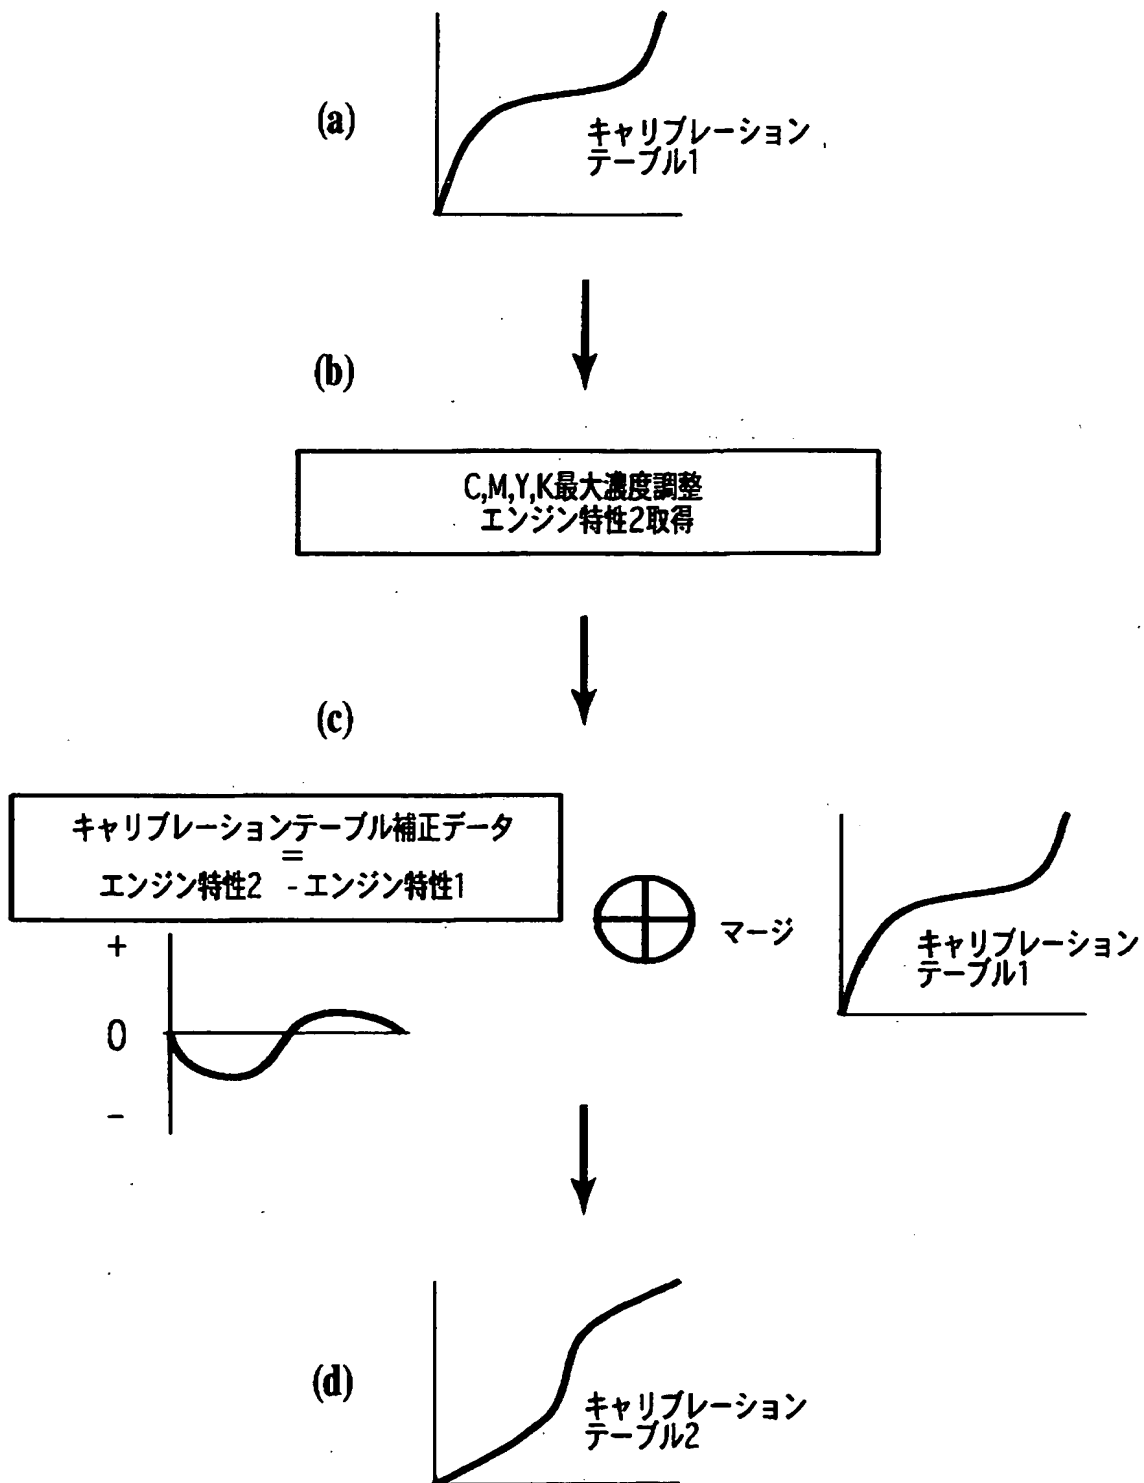 (a)
キャリブレーション
テーブル1
(b)
C,M,Y,K最大濃度調整
エンジン特性2取得
(c)
キャリブレーションテーブル補正データ
=
エンジン特性2 - エンジン特性1
+
0
-
マージ
キャリブレーション
テーブル1
(d)
キャリブレーション
テーブル2